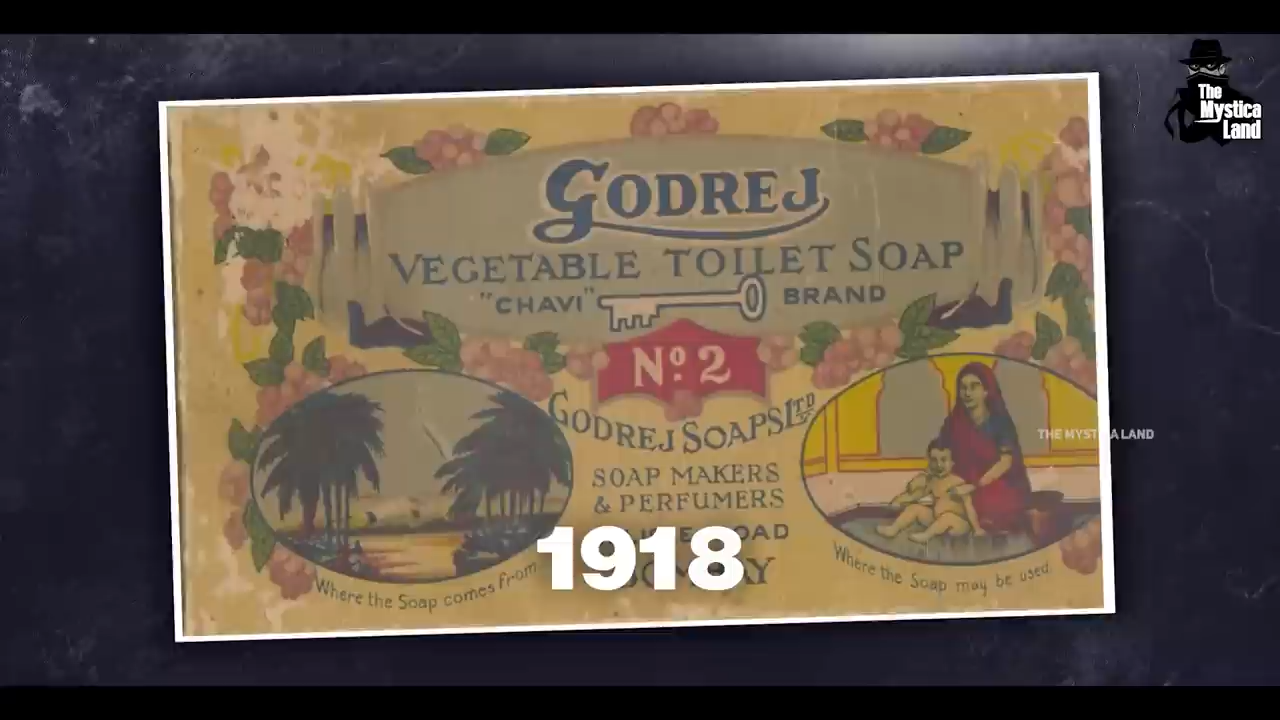 The
Mystica
Land
GODREJ
VEGETABLE TOILET SOAP
"CHAVI" BRAND
No. 2
GODREJ SOAPS LTD
SOAP MAKERS
& PERFUMERS
1918
THE MYSTICA LAND
Where the Soap comes from
Where the Soap may be used.